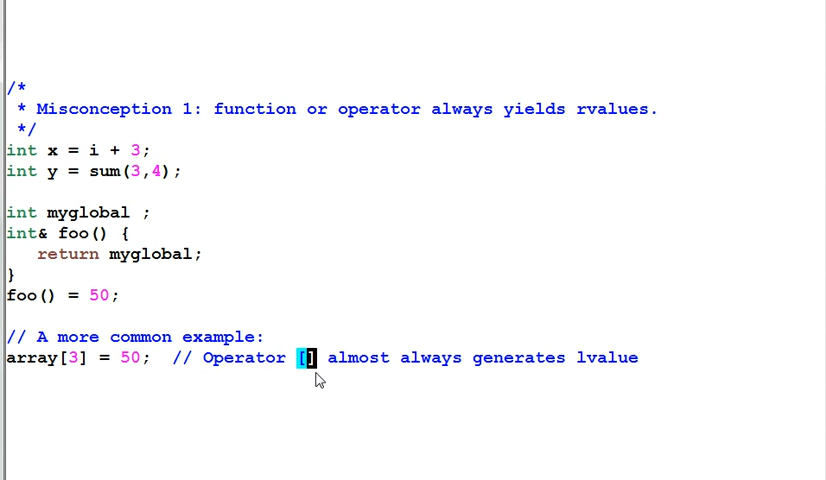 /*
 * Misconception 1: function or operator always yields rvalues.
 */
int x = i + 3;
int y = sum(3,4);

int myglobal ;
int& foo() {
   return myglobal;
}
foo() = 50;

// A more common example:
array[3] = 50;  // Operator [] almost always generates lvalue